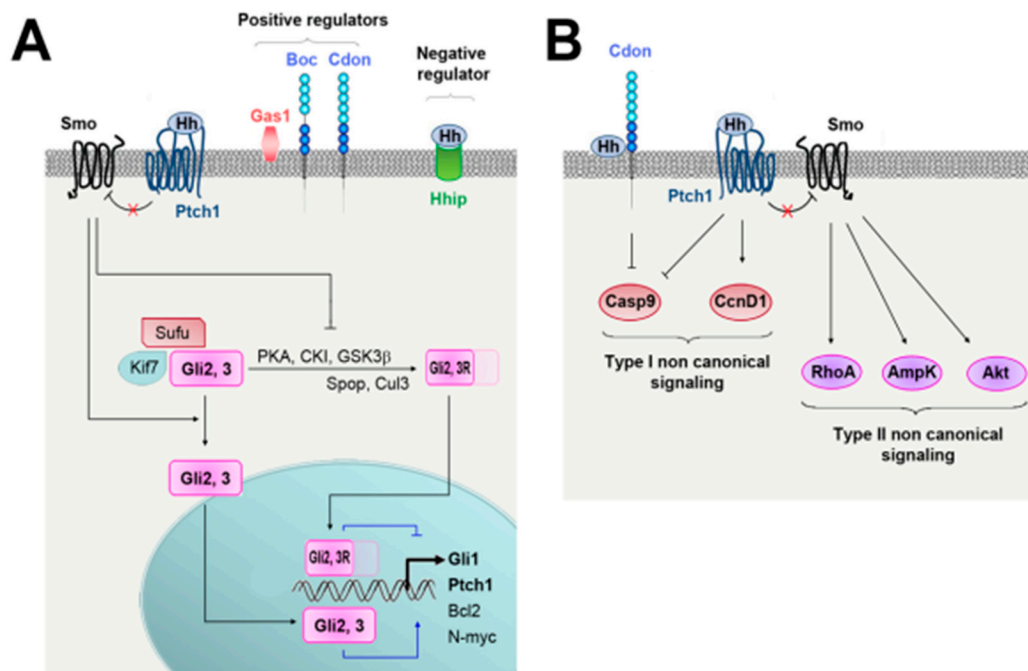 A
Positive regulators
Boc Cdon
Negative
regulator
Gas1
Smo
Hh
Hh
Ptch1
Hhip
Sufu
Kif7
Gli2, 3
PKA, CKI, GSK3β
Spop, Cul3
Gli2, 3R
Gli2, 3
Gli2, 3R
Gli1
Ptch1
Bcl2
N-myc
Gli2, 3
B
Cdon
Hh
Hh
Smo
Ptch1
Casp9
CcnD1
Type I non canonical
signaling
RhoA
AmpK
Akt
Type II non canonical
signaling